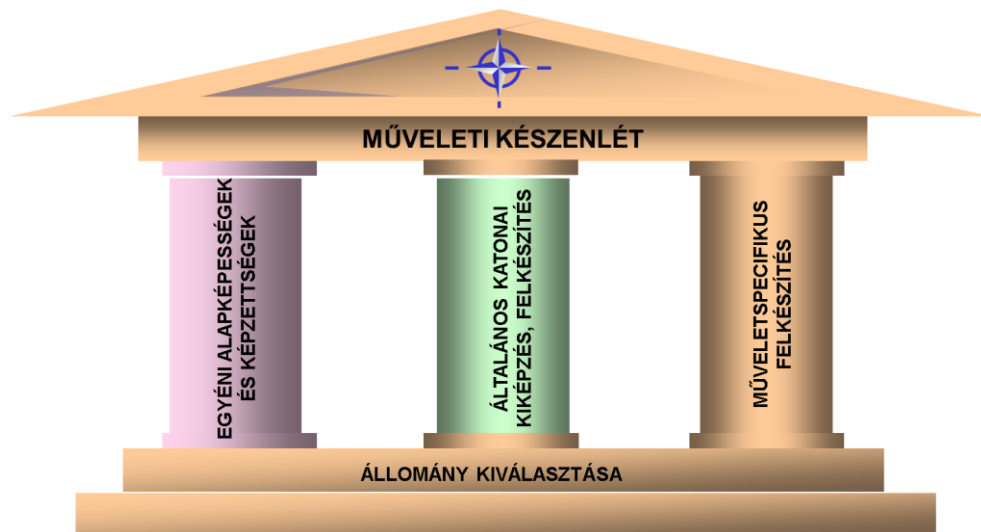 MŰVELETI KÉSZENLÉT
EGYÉNI ALAPKÉPESSÉGEK
ÉS KÉPZETTSÉGEK
ÁLTALÁNOS KATONAI
KIKÉPZÉS, FELKÉSZÍTÉS
MŰVELETSPECIFIKUS
FELKÉSZÍTÉS
ÁLLOMÁNY KIVÁLASZTÁSA